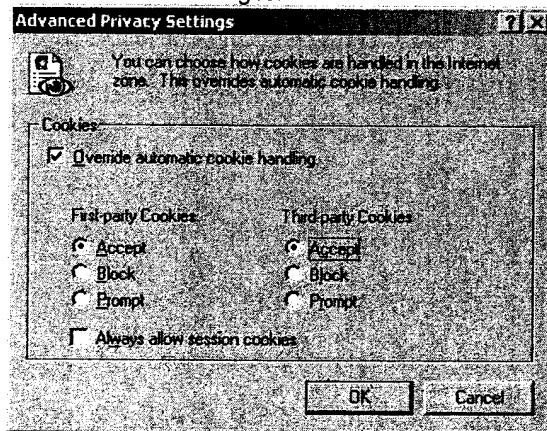 Advanced Privacy Settings
You can choose how cookies are handled in the Internet
zone. This overrides automatic cookie handling.
Cookies
Override automatic cookie handling
First-party Cookies Third-party Cookies
Accept Accept
Block Block
Prompt Prompt
Always allow session cookies
OK Cancel